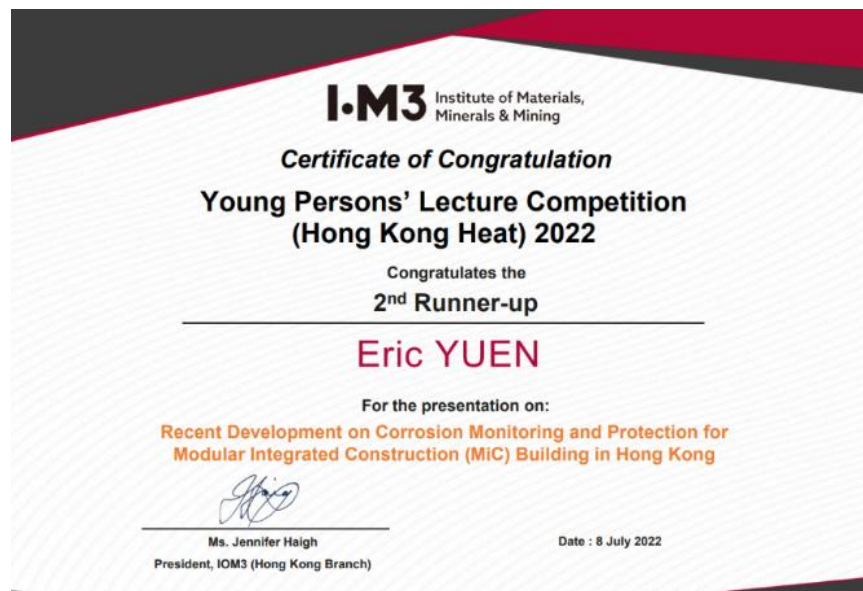 IOM3 Institute of Materials,
Minerals & Mining
Certificate of Congratulation
Young Persons' Lecture Competition
(Hong Kong Heat) 2022
Congratulates the
2nd Runner-up
Eric YUEN
For the presentation on:
Recent Development on Corrosion Monitoring and Protection for
Modular Integrated Construction (MiC) Building in Hong Kong
Ms. Jennifer Haigh
President, IOM3 (Hong Kong Branch)
Date : 8 July 2022